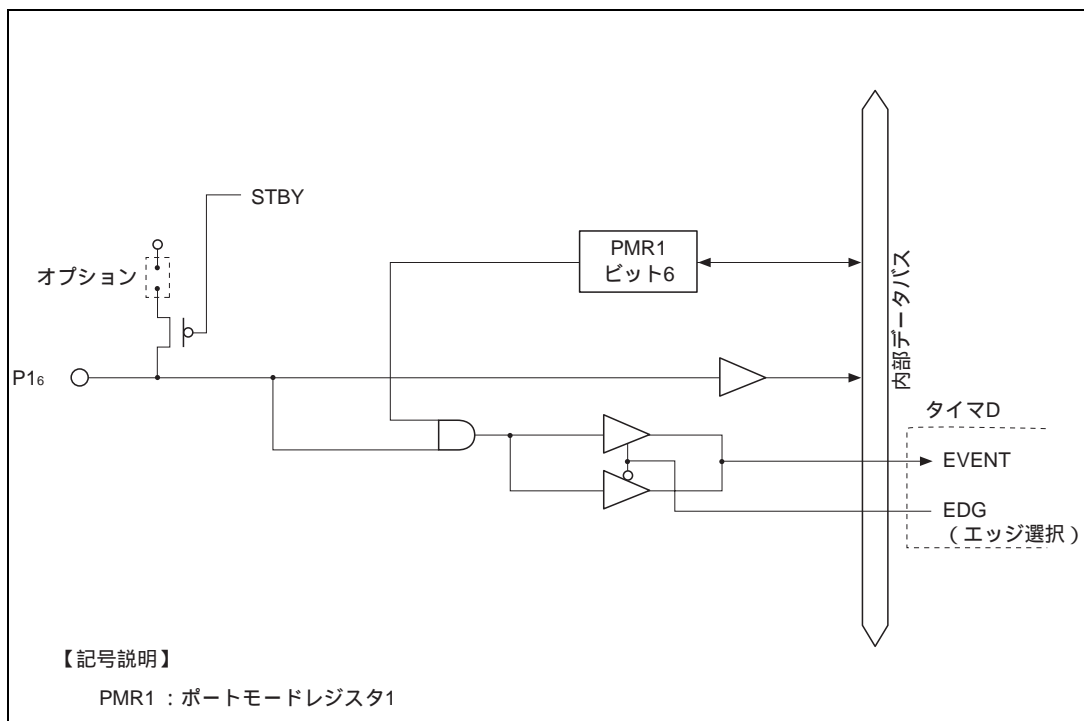 STBY
オプション
PMR1
ビット6
P16
内部データバス
タイマD
EVENT
EDG
（エッジ選択）
【記号説明】
PMR1 ：ポートモードレジスタ1